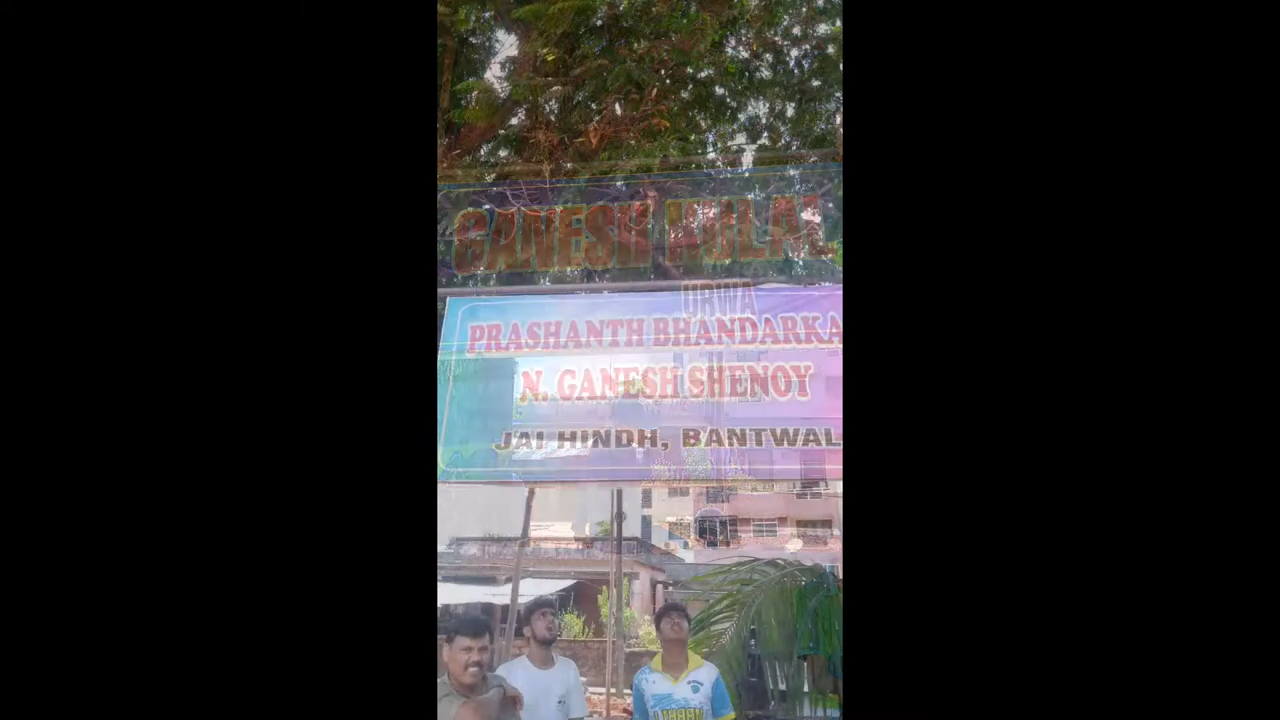 GANESH KULAL
URWA
PRASHANTH BHANDARKA
N. GANESH SHENOY
JAI HINDH, BANTWAL